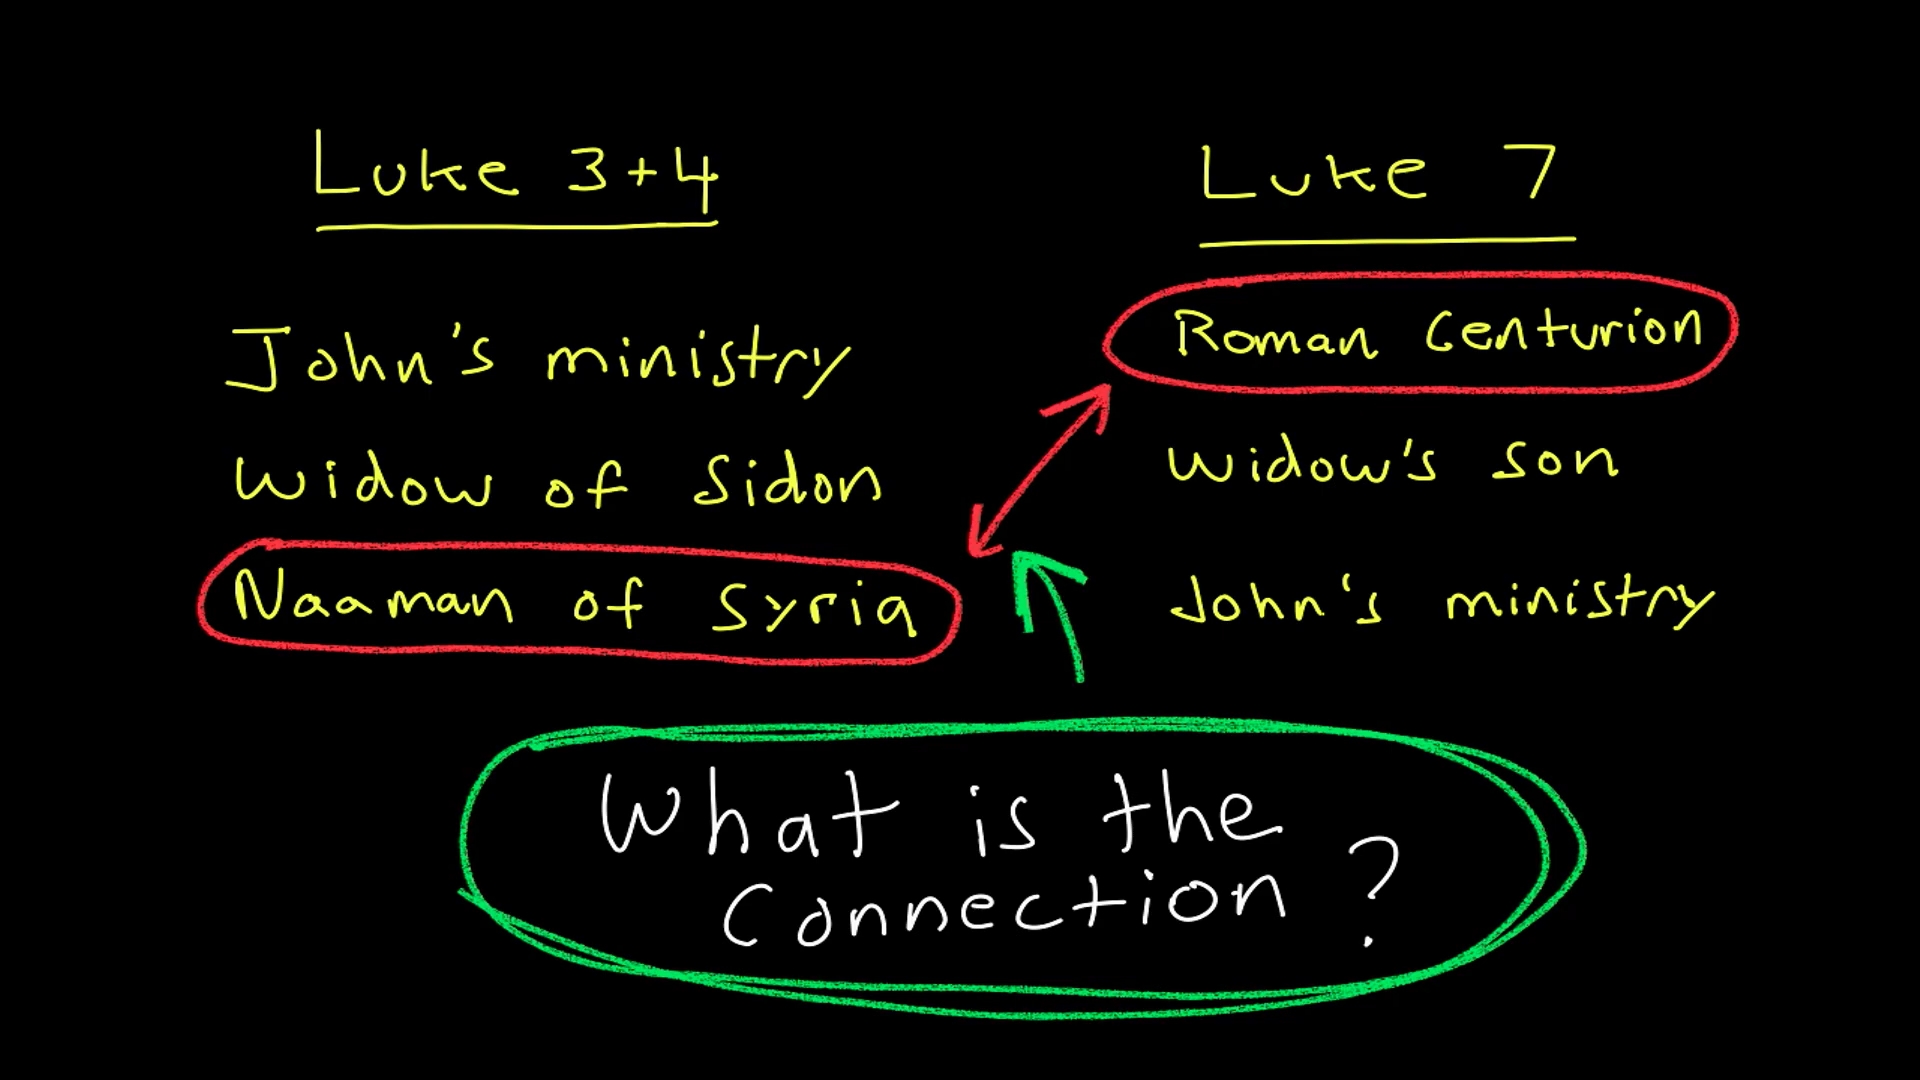 Luke 3+4
John's ministry
Widow of Sidon
Naaman of Syria
Luke 7
Roman Centurion
Widow's son
John's ministry
What is the
Connection?